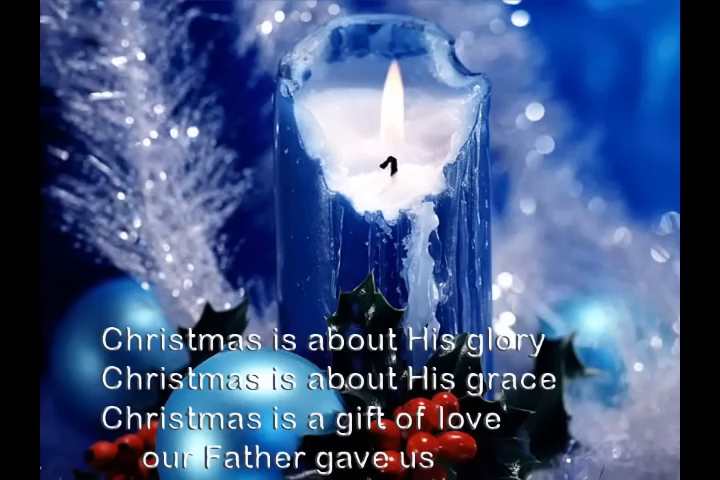 Christmas is about His glory
Christmas is about His grace
Christmas is a gift of love
our Father gave us